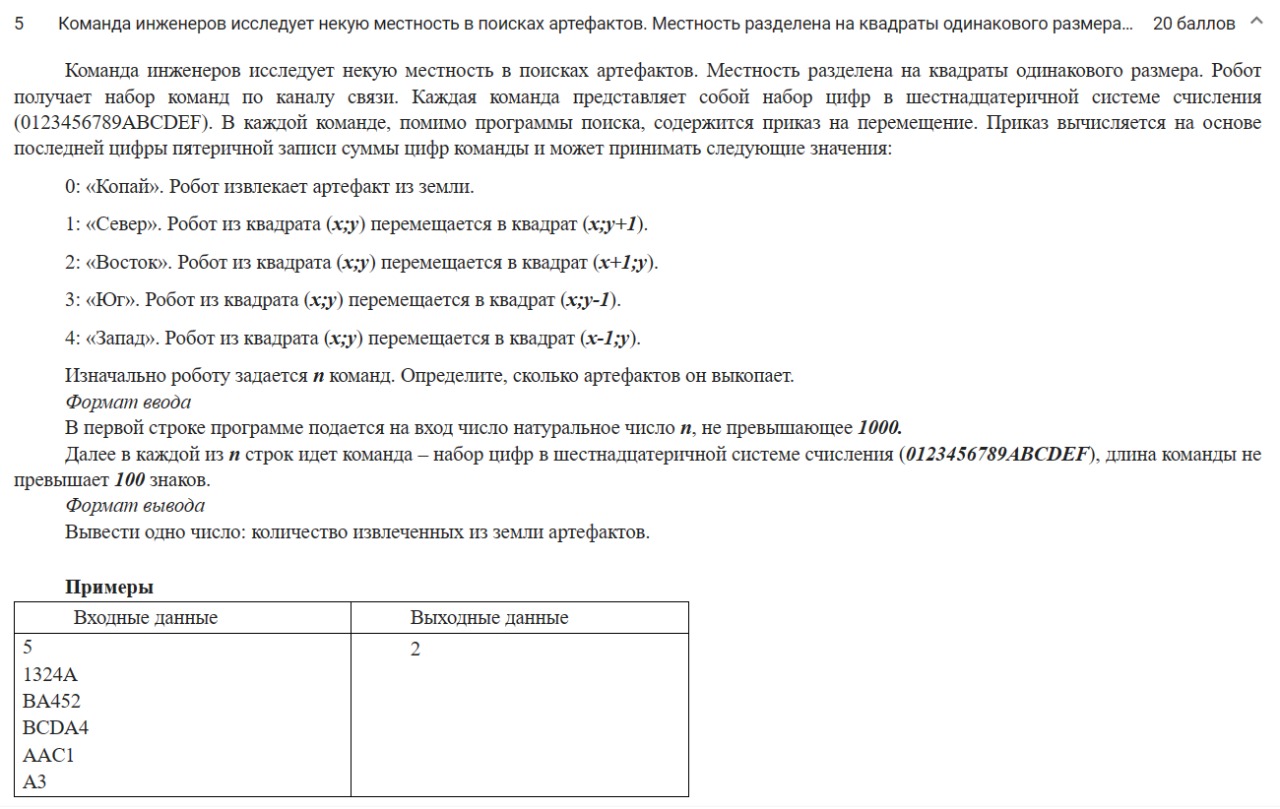 5 Команда инженеров исследует некую местность в поисках артефактов. Местность разделена на квадраты одинакового размера... 20 баллов
Команда инженеров исследует некую местность в поисках артефактов. Местность разделена на квадраты одинакового размера. Робот
получает набор команд по каналу связи. Каждая команда представляет собой набор цифр в шестнадцатеричной системе счисления
(0123456789ABCDEF). В каждой команде, помимо программы поиска, содержится приказ на перемещение. Приказ вычисляется на основе
последней цифры пятеричной записи суммы цифр команды и может принимать следующие значения:
0: «Копай». Робот извлекает артефакт из земли.
1: «Север». Робот из квадрата (x;y) перемещается в квадрат (x;y+1).
2: «Восток». Робот из квадрата (x;y) перемещается в квадрат (x+1;y).
3: «Юг». Робот из квадрата (x;y) перемещается в квадрат (x;y-1).
4: «Запад». Робот из квадрата (x;y) перемещается в квадрат (x-1;y).
Изначально роботу задается n команд. Определите, сколько артефактов он выкопает.
Формат ввода
В первой строке программе подается на вход число натуральное число n, не превышающее 1000.
Далее в каждой из n строк идет команда – набор цифр в шестнадцатеричной системе счисления (0123456789ABCDEF), длина команды не
превышает 100 знаков.
Формат вывода
Вывести одно число: количество извлеченных из земли артефактов.
Примеры
Входные данные Выходные данные
5 2
1324A
BA452
BCDA4
AAC1
A3